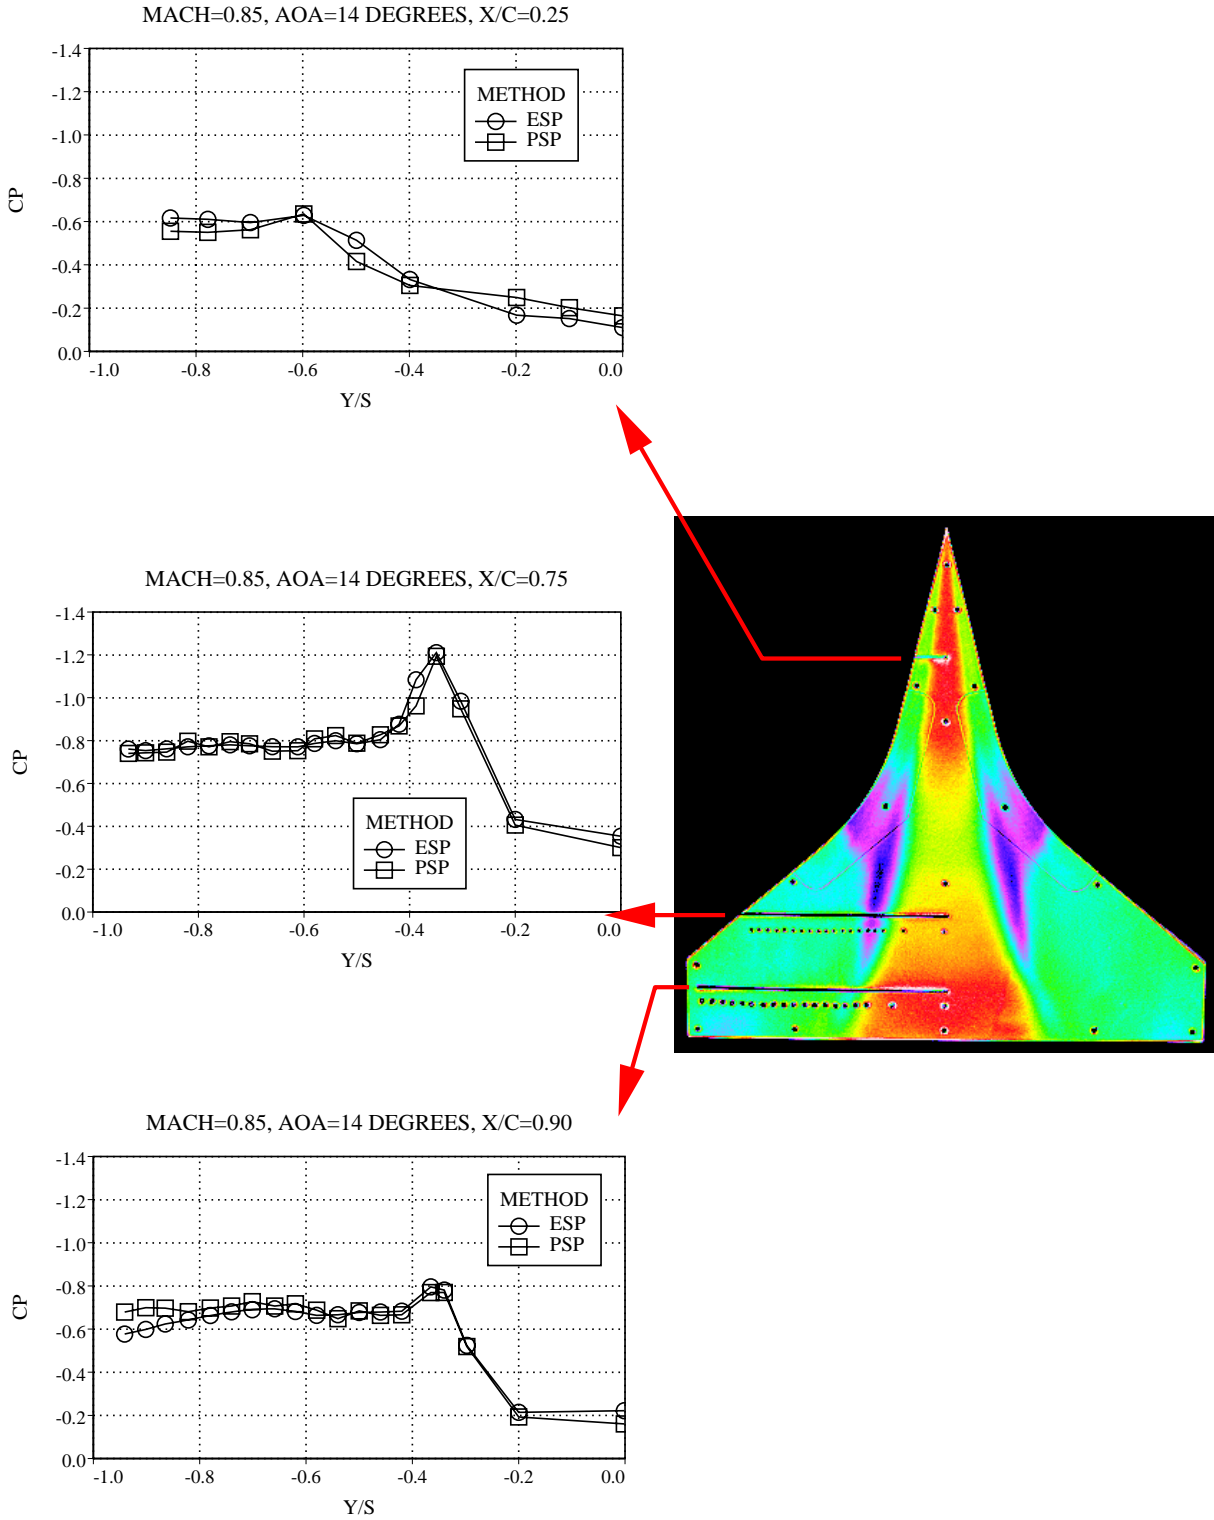 MACH=0.85, AOA=14 DEGREES, X/C=0.25
-1.4
-1.2
-1.0
-0.8
-0.6
-0.4
-0.2
0.0
CP
METHOD
ESP
PSP
-1.0 -0.8 -0.6 -0.4 -0.2 0.0
Y/S
MACH=0.85, AOA=14 DEGREES, X/C=0.75
-1.4
-1.2
-1.0
-0.8
-0.6
-0.4
-0.2
0.0
CP
METHOD
ESP
PSP
-1.0 -0.8 -0.6 -0.4 -0.2 0.0
Y/S
MACH=0.85, AOA=14 DEGREES, X/C=0.90
-1.4
-1.2
-1.0
-0.8
-0.6
-0.4
-0.2
0.0
CP
METHOD
ESP
PSP
-1.0 -0.8 -0.6 -0.4 -0.2 0.0
Y/S